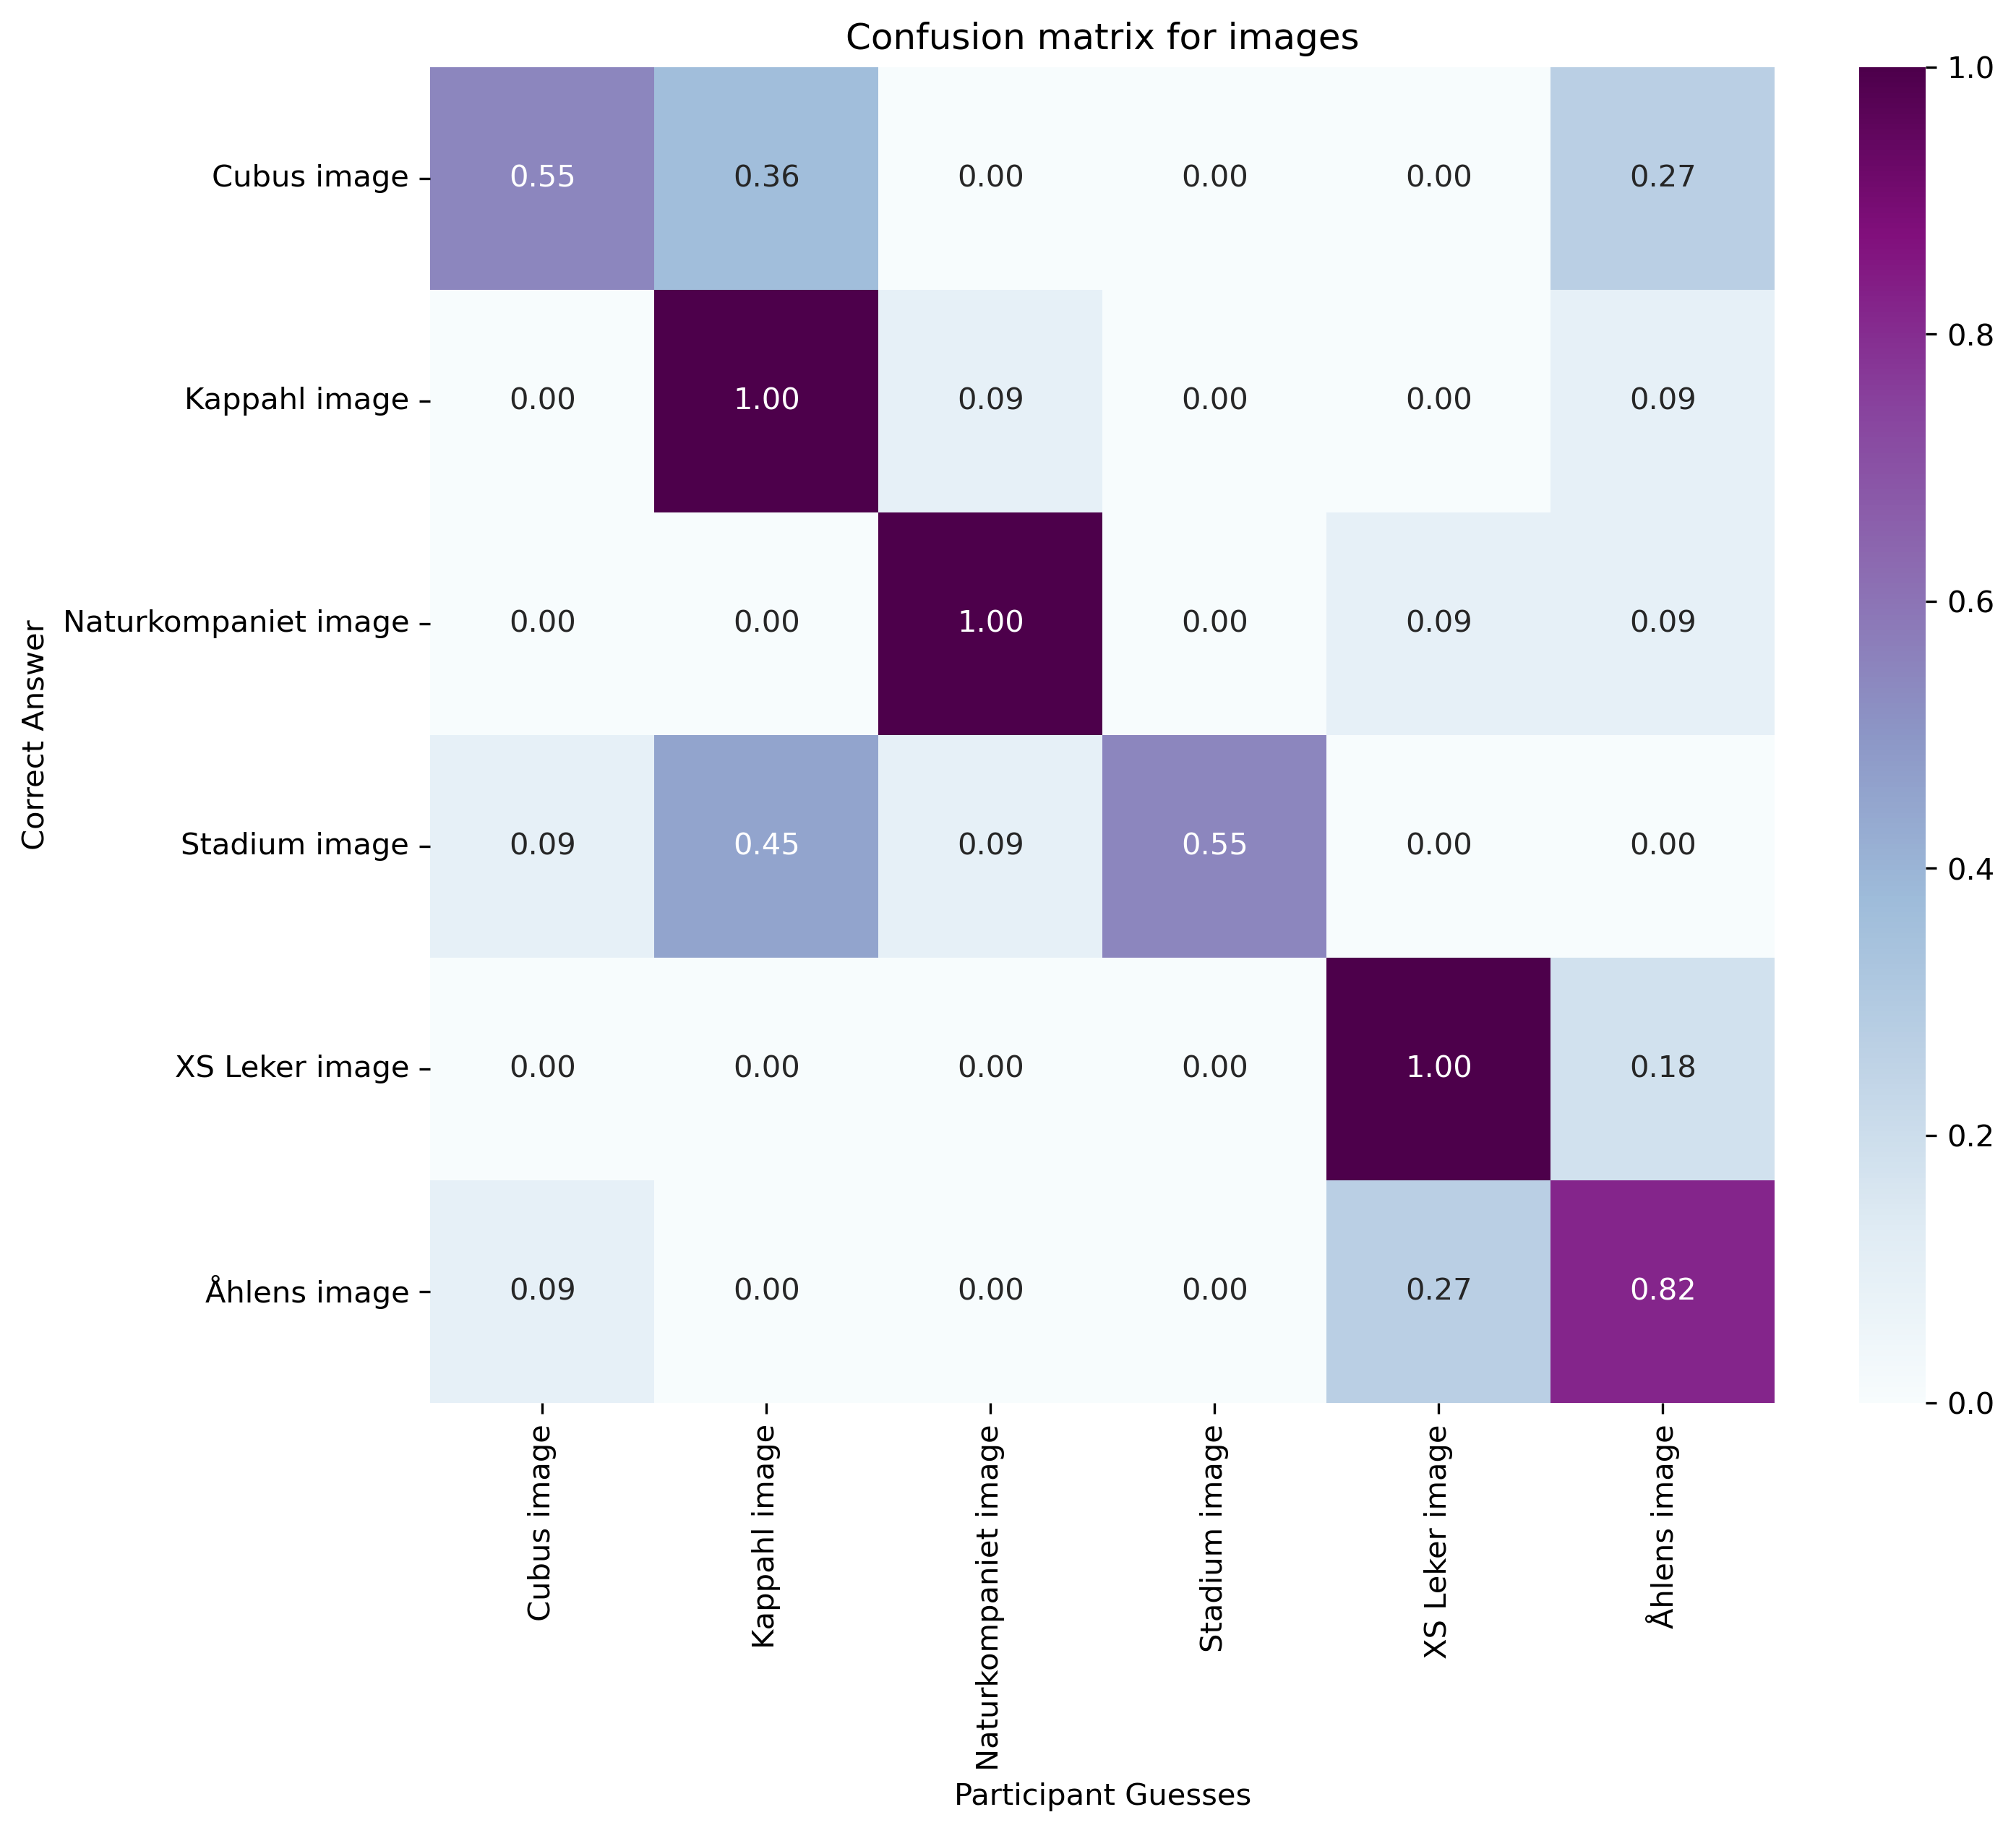 Confusion matrix for images
Correct Answer
Cubus image 0.55 0.36 0.00 0.00 0.00 0.27
Kappahl image 0.00 1.00 0.09 0.00 0.00 0.09
Naturkompaniet image 0.00 0.00 1.00 0.00 0.09 0.09
Stadium image 0.09 0.45 0.09 0.55 0.00 0.00
XS Leker image 0.00 0.00 0.00 0.00 1.00 0.18
Åhlens image 0.09 0.00 0.00 0.00 0.27 0.82
Cubus image
Kappahl image
Naturkompaniet image
Stadium image
XS Leker image
Åhlens image
Participant Guesses
1.0
0.8
0.6
0.4
0.2
0.0